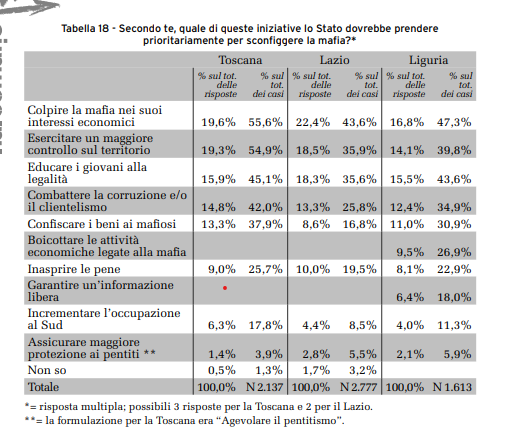 Tabella 18 - Secondo te, quale di queste iniziative lo Stato dovrebbe prendere
prioritariamente per sconfiggere la mafia?*
Toscana Lazio Liguria
% sul tot. % sul % sul tot. % sul % sul tot. % sul
delle tot. delle tot. delle tot.
risposte dei casi risposte dei casi risposte dei casi
Colpire la mafia nei suoi
interessi economici 19,6% 55,6% 22,4% 43,6% 16,8% 47,3%
Esercitare un maggiore
controllo sul territorio 19,3% 54,9% 18,5% 35,9% 14,1% 39,8%
Educare i giovani alla
legalità 15,9% 45,1% 18,3% 35,6% 15,5% 43,6%
Combattere la corruzione e/o
il clientelismo 14,8% 42,0% 13,3% 25,8% 12,4% 34,9%
Confiscare i beni ai mafiosi 13,3% 37,9% 8,6% 16,8% 11,0% 30,9%
Boicottare le attività
economiche legate alla mafia 9,5% 26,9%
Inasprire le pene 9,0% 25,7% 10,0% 19,5% 8,1% 22,9%
Garantire un'informazione
libera 6,4% 18,0%
Incrementare l'occupazione
al Sud 6,3% 17,8% 4,4% 8,5% 4,0% 11,3%
Assicurare maggiore
protezione ai pentiti ** 1,4% 3,9% 2,8% 5,5% 2,1% 5,9%
Non so 0,5% 1,3% 1,7% 3,2%
Totale 100,0% N 2.137 100,0% N 2.777 100,0% N 1.613
*= risposta multipla; possibili 3 risposte per la Toscana e 2 per il Lazio.
**= la formulazione per la Toscana era "Agevolare il pentitismo".